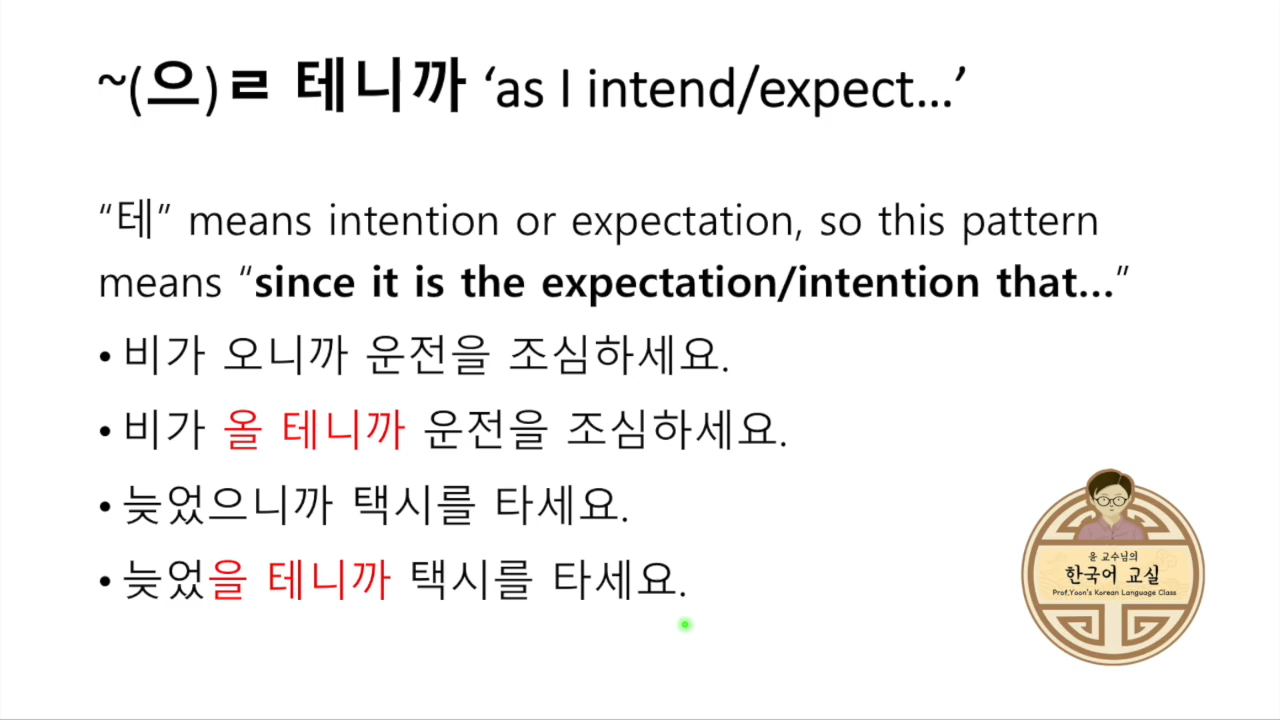 ~(으)ㄹ 테니까 ‘as I intend/expect…’
“테” means intention or expectation, so this pattern
means “since it is the expectation/intention that…”
• 비가 오니까 운전을 조심하세요.
• 비가 올 테니까 운전을 조심하세요.
• 늦었으니까 택시를 타세요.
• 늦었을 테니까 택시를 타세요.
윤 교수님의
한국어 교실
Prof.Yoon's Korean Language Class